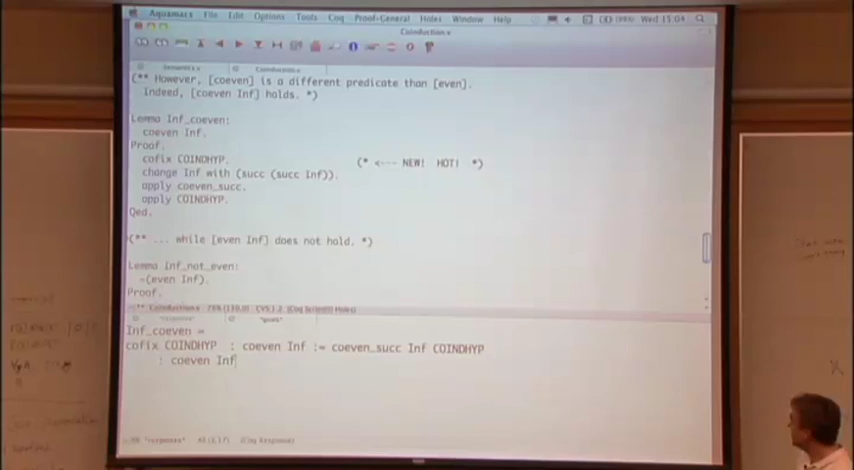 Aquamacs File Edit Options Tools Coq Proof-General Holes Window Help Wed 15:04
Coinduction.v
(** However, [coeven] is a different predicate than [even].
Indeed, [coeven Inf] holds. *)
Lemma Inf_coeven:
coeven Inf.
Proof.
cofix COINDHYP. (* <--- NEW! HOT! *)
change Inf with (succ (succ Inf)).
apply coeven_succ.
apply COINDHYP.
Qed.
(** ... while [even Inf] does not hold. *)
Lemma Inf_not_even:
~(even Inf).
Proof.
Inf_coeven =
cofix COINDHYP : coeven Inf := coeven_succ Inf COINDHYP
: coeven Inf